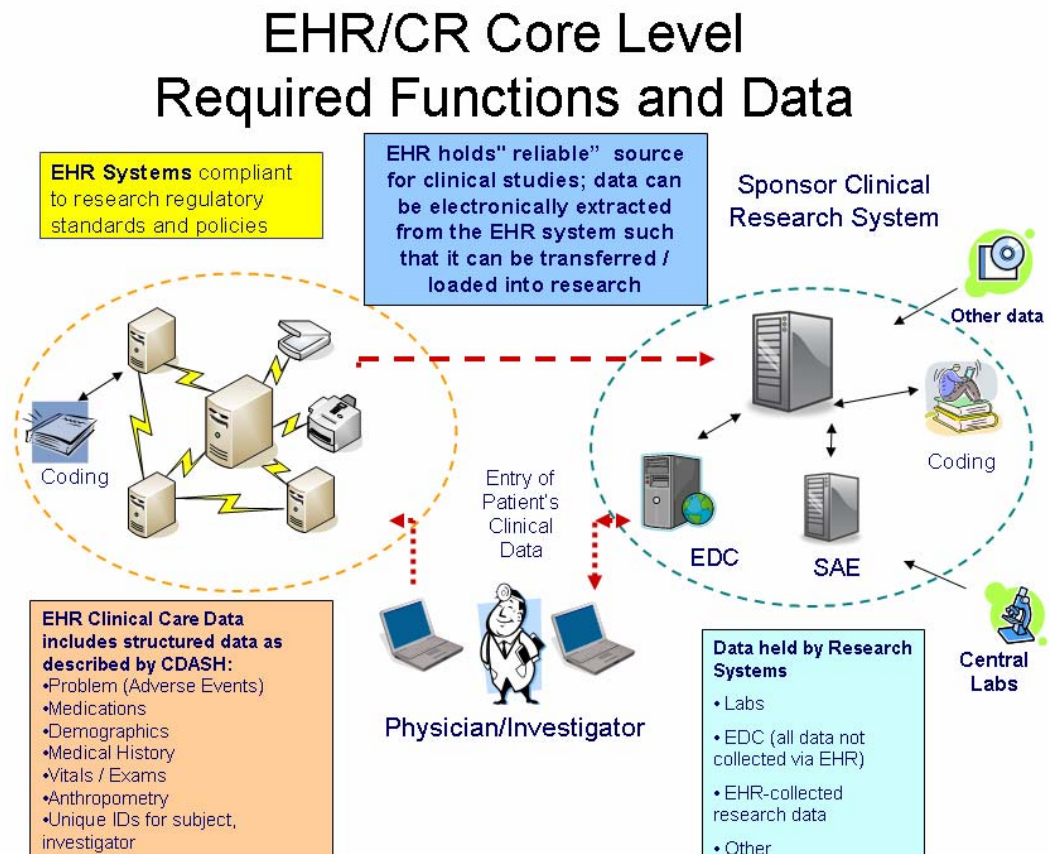 EHR/CR Core Level
Required Functions and Data
EHR Systems compliant
to research regulatory
standards and policies
EHR holds" reliable” source
for clinical studies; data can
be electronically extracted
from the EHR system such
that it can be transferred /
loaded into research
Sponsor Clinical
Research System
Other data
Coding
Coding
Entry of
Patient's
Clinical
Data
EDC
SAE
Central
Labs
Physician/Investigator
EHR Clinical Care Data
includes structured data as
described by CDASH:
•Problem (Adverse Events)
•Medications
•Demographics
•Medical History
•Vitals / Exams
•Anthropometry
•Unique IDs for subject,
investigator
Data held by Research
Systems
• Labs
• EDC (all data not
collected via EHR)
• EHR-collected
research data
• Other